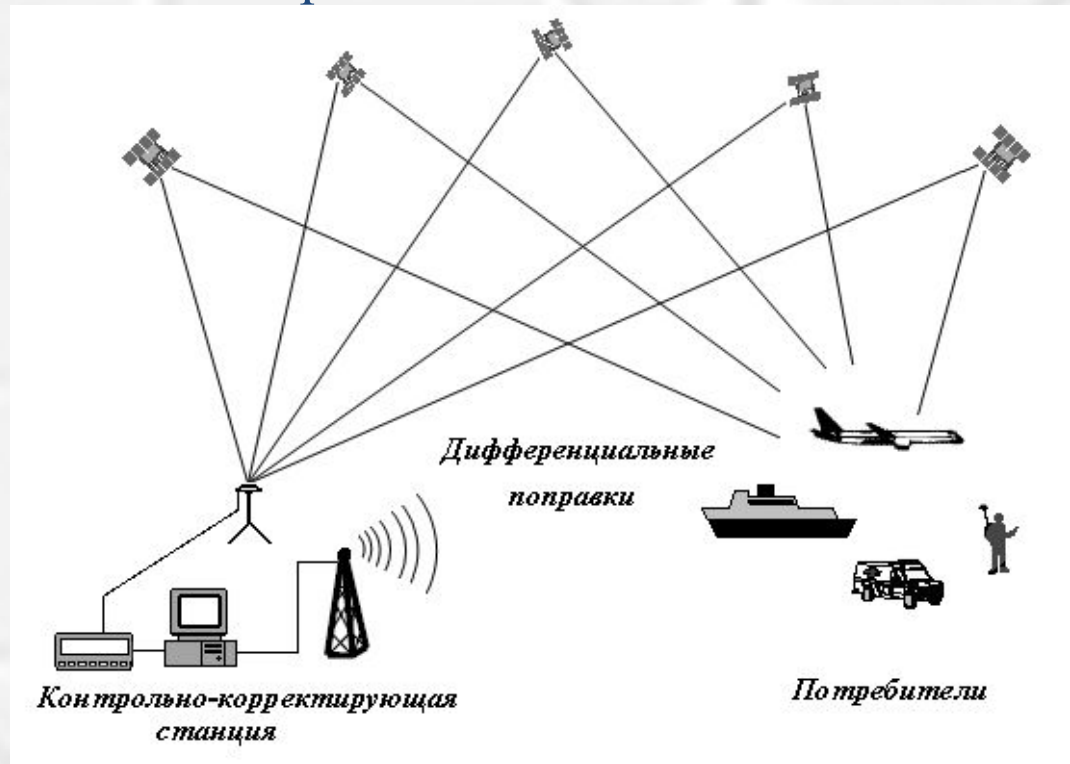 Дифференциальные
поправки
Контрольно-корректирующая
станция
Потребители